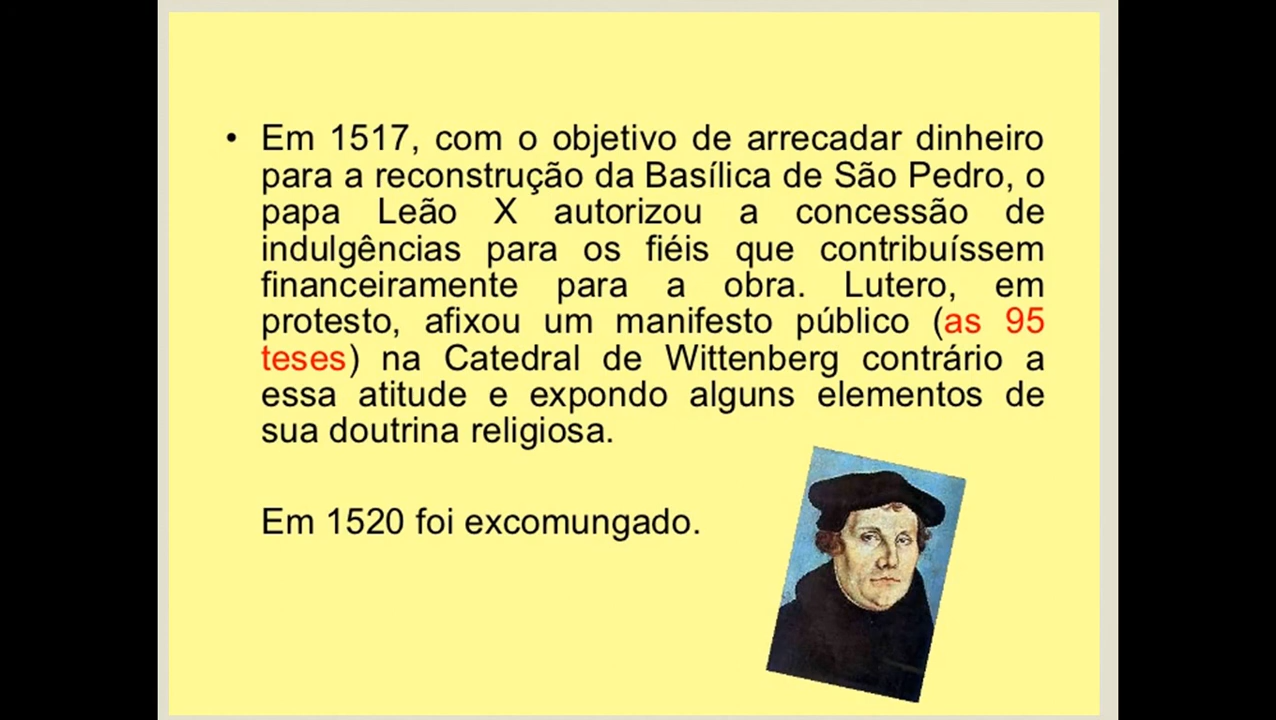 • Em 1517, com o objetivo de arrecadar dinheiro
para a reconstrução da Basílica de São Pedro, o
papa Leão X autorizou a concessão de
indulgências para os fiéis que contribuíssem
financeiramente para a obra. Lutero, em
protesto, afixou um manifesto público (as 95
teses) na Catedral de Wittenberg contrário a
essa atitude e expondo alguns elementos de
sua doutrina religiosa.
Em 1520 foi excomungado.